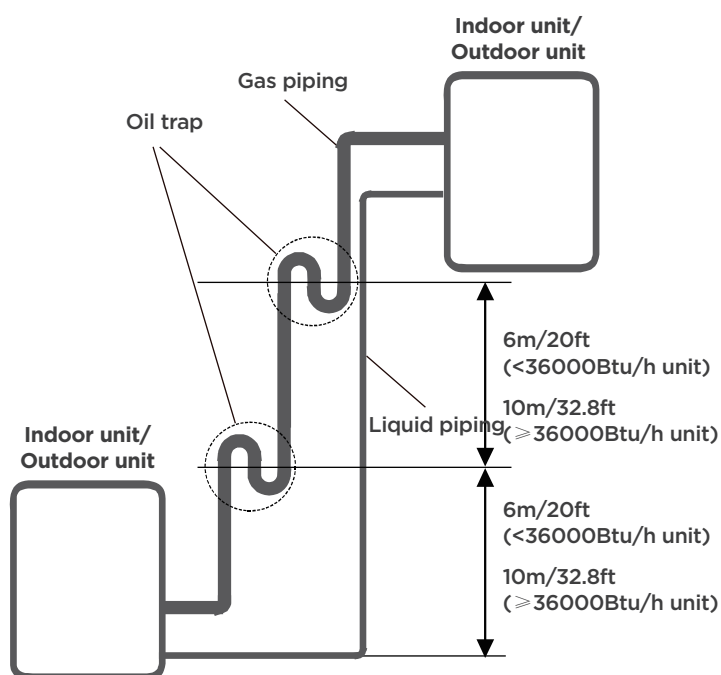 Indoor unit/
Outdoor unit
Gas piping
Oil trap
6m/20ft
(<36000Btu/h unit)
10m/32.8ft
(⩾36000Btu/h unit)
Liquid piping
Indoor unit/
Outdoor unit
6m/20ft
(<36000Btu/h unit)
10m/32.8ft
(⩾36000Btu/h unit)